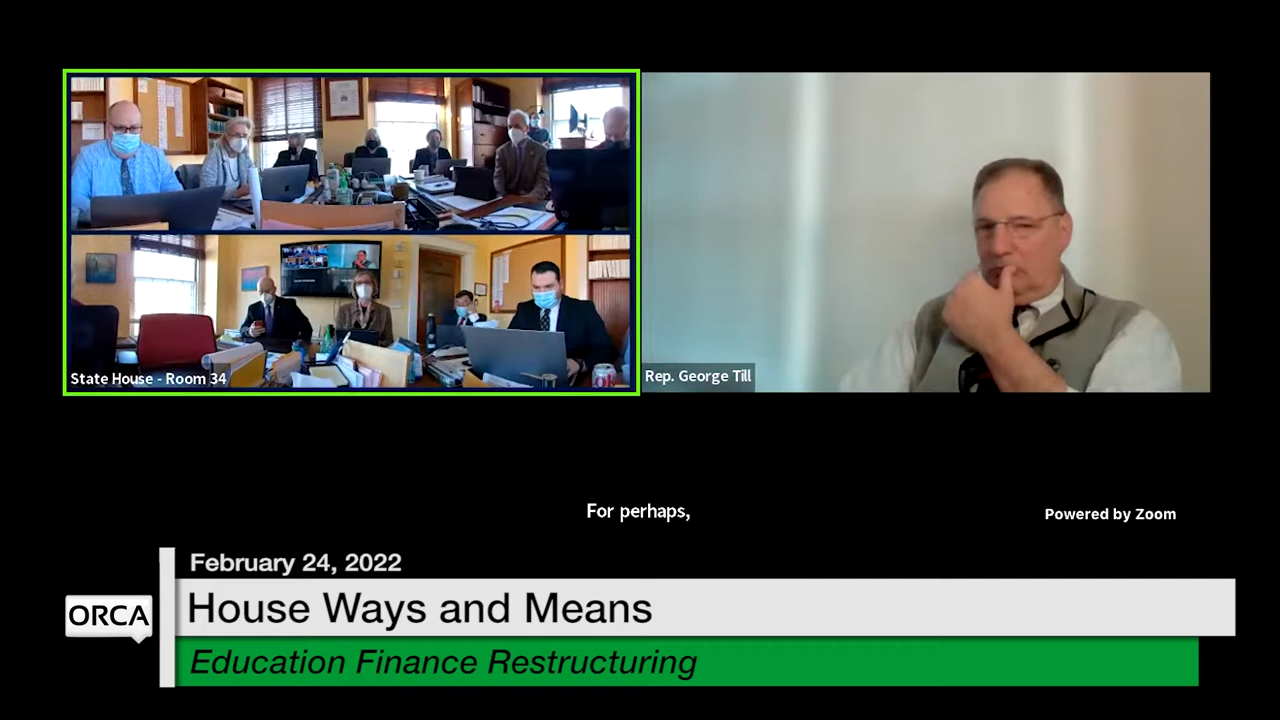 State House - Room 34
Rep. George Till
For perhaps,
Powered by Zoom
February 24, 2022
ORCA
House Ways and Means
Education Finance Restructuring